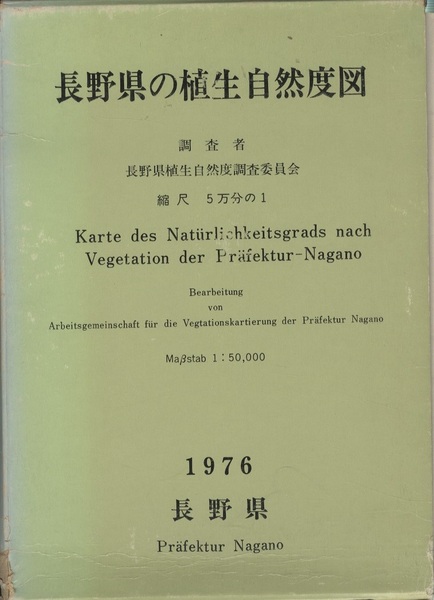 長野県の植生自然度図
調査者
長野県植生自然度調査委員会
縮尺 5万分の1
Karte des Natürlichkeitsgrads nach
Vegetation der Präfektur-Nagano
Bearbeitung
von
Arbeitsgemeinschaft für die Vegtationskartierung der Präfektur Nagano
Maβstab 1:50,000
1976
長野県
Präfektur Nagano